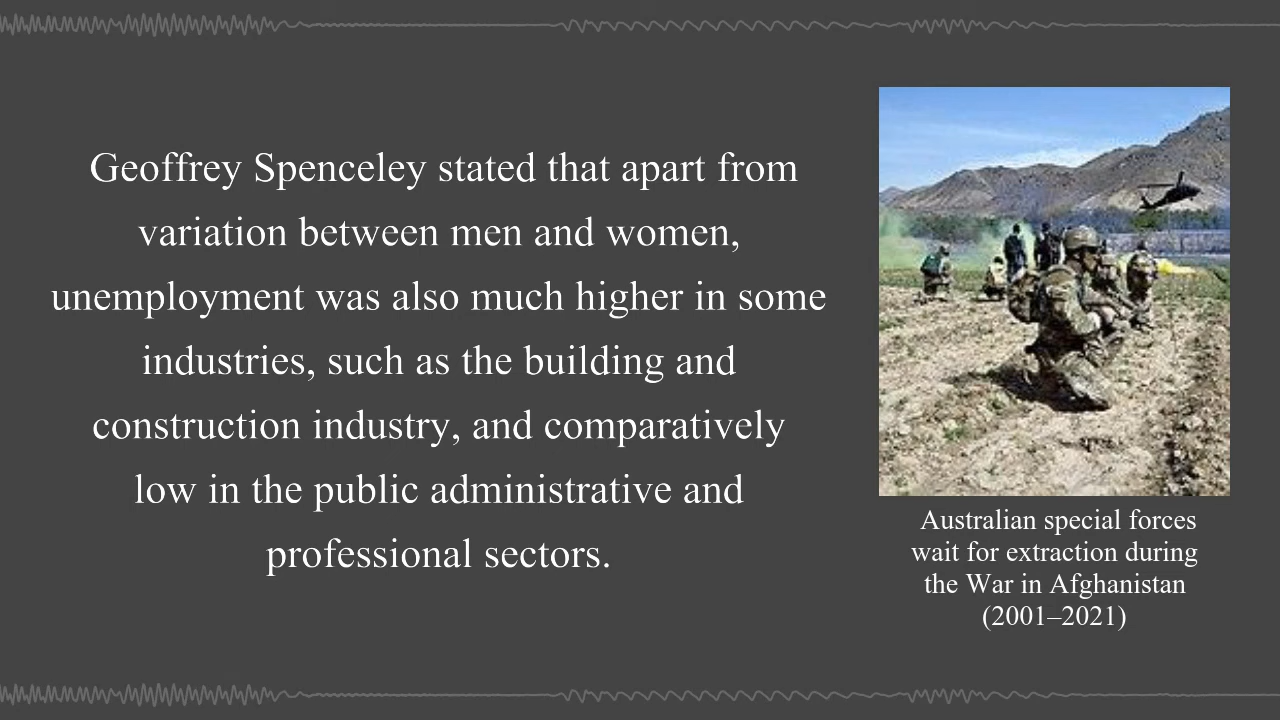 Geoffrey Spenceley stated that apart from
variation between men and women,
unemployment was also much higher in some
industries, such as the building and
construction industry, and comparatively
low in the public administrative and
professional sectors.
Australian special forces
wait for extraction during
the War in Afghanistan
(2001–2021)